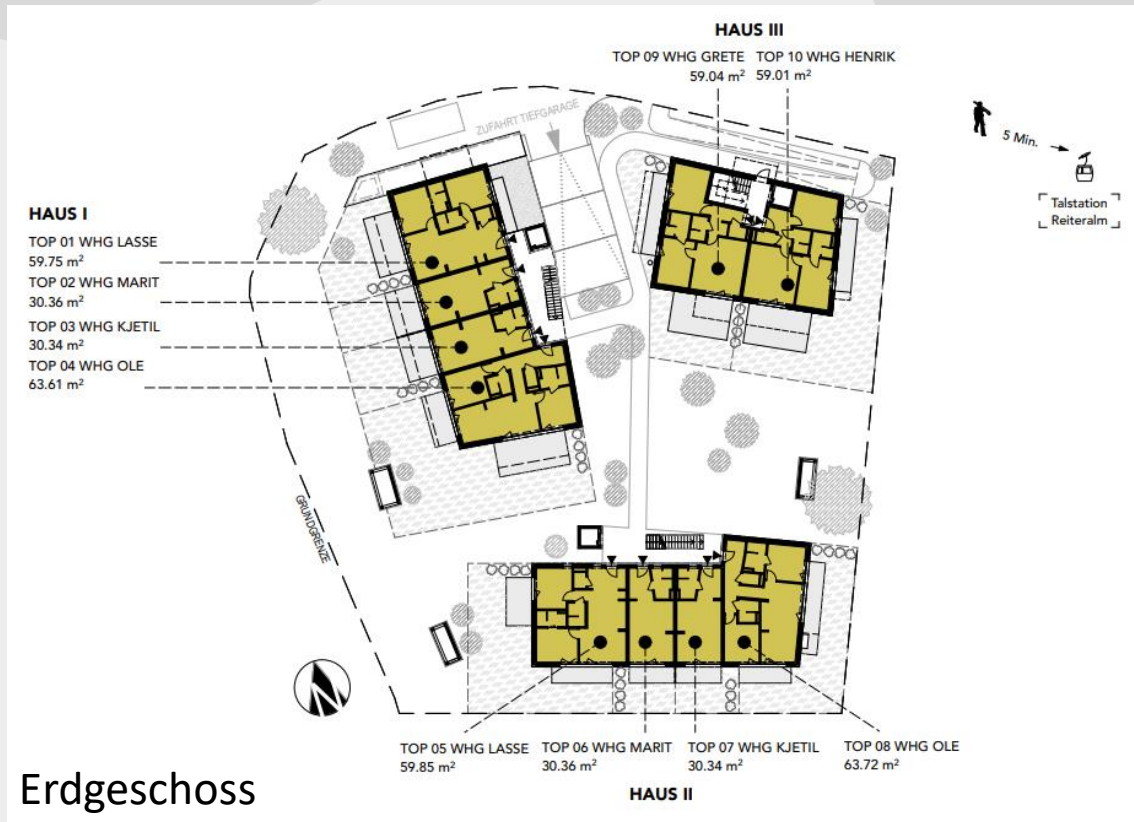 HAUS III
TOP 09 WHG GRETE
59.04 m²
TOP 10 WHG HENRIK
59.01 m²
ZUFAHRT TIEFGARAGE
5 Min.
Talstation
Reiteralm
HAUS I
TOP 01 WHG LASSE
59.75 m²
TOP 02 WHG MARIT
30.36 m²
TOP 03 WHG KJETIL
30.34 m²
TOP 04 WHG OLE
63.61 m²
GRUNDGRENZE
N
TOP 05 WHG LASSE
59.85 m²
TOP 06 WHG MARIT
30.36 m²
TOP 07 WHG KJETIL
30.34 m²
TOP 08 WHG OLE
63.72 m²
HAUS II
Erdgeschoss